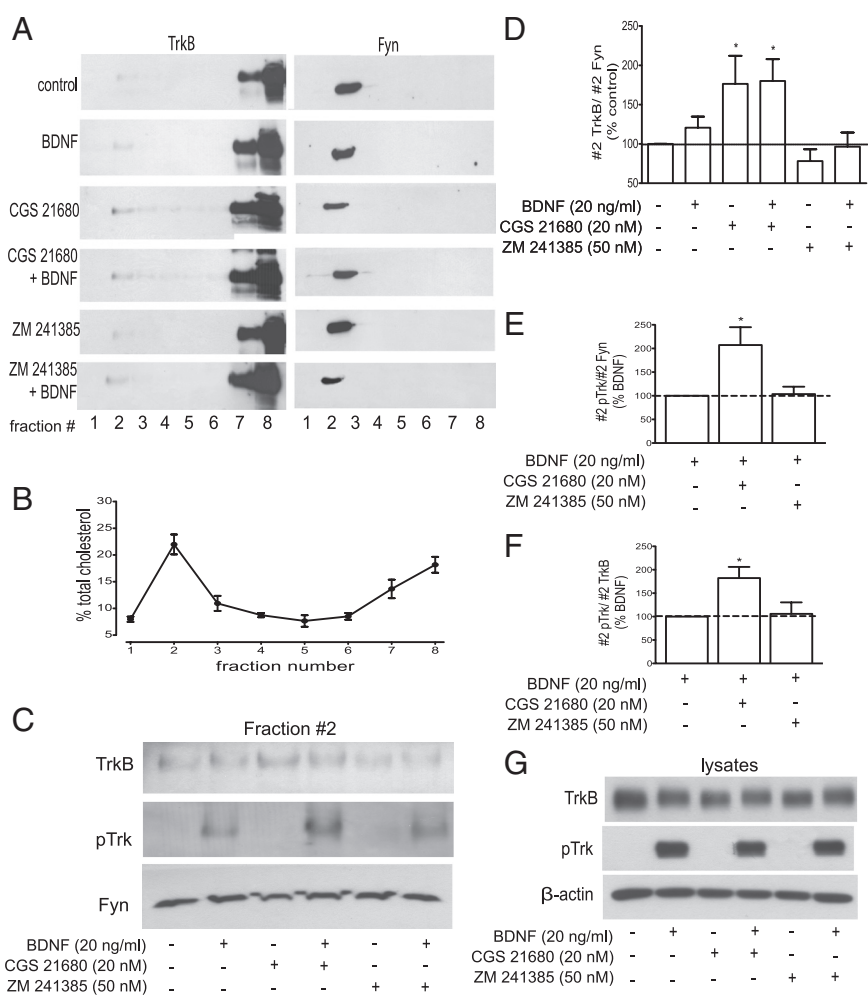 A
TrkB Fyn
control
BDNF
CGS 21680
CGS 21680
+ BDNF
ZM 241385
ZM 241385
+ BDNF
fraction # 1 2 3 4 5 6 7 8 1 2 3 4 5 6 7 8
B
% total cholesterol
30
25
20
15
10
5
1 2 3 4 5 6 7 8
fraction number
C
Fraction #2
TrkB
pTrk
Fyn
BDNF (20 ng/ml) - + - + - +
CGS 21680 (20 nM) - - + + - -
ZM 241385 (50 nM) - - - - + +
D
#2 TrkB/ #2 Fyn
(% control)
250
200
150
100
50
* *
BDNF (20 ng/ml) - + - + - +
CGS 21680 (20 nM) - - + + - -
ZM 241385 (50 nM) - - - - + +
E
#2 pTrk/#2 Fyn
(% BDNF)
250
200
150
100
50
0
*
BDNF (20 ng/ml) + + +
CGS 21680 (20 nM) - + -
ZM 241385 (50 nM) - - +
F
#2 pTrk/ #2 TrkB
(% BDNF)
250
200
150
100
50
0
*
BDNF (20 ng/ml) + + +
CGS 21680 (20 nM) - + -
ZM 241385 (50 nM) - - +
G
lysates
TrkB
pTrk
β-actin
BDNF (20 ng/ml) - + - + - +
CGS 21680 (20 nM) - - + + - -
ZM 241385 (50 nM) - - - - + +